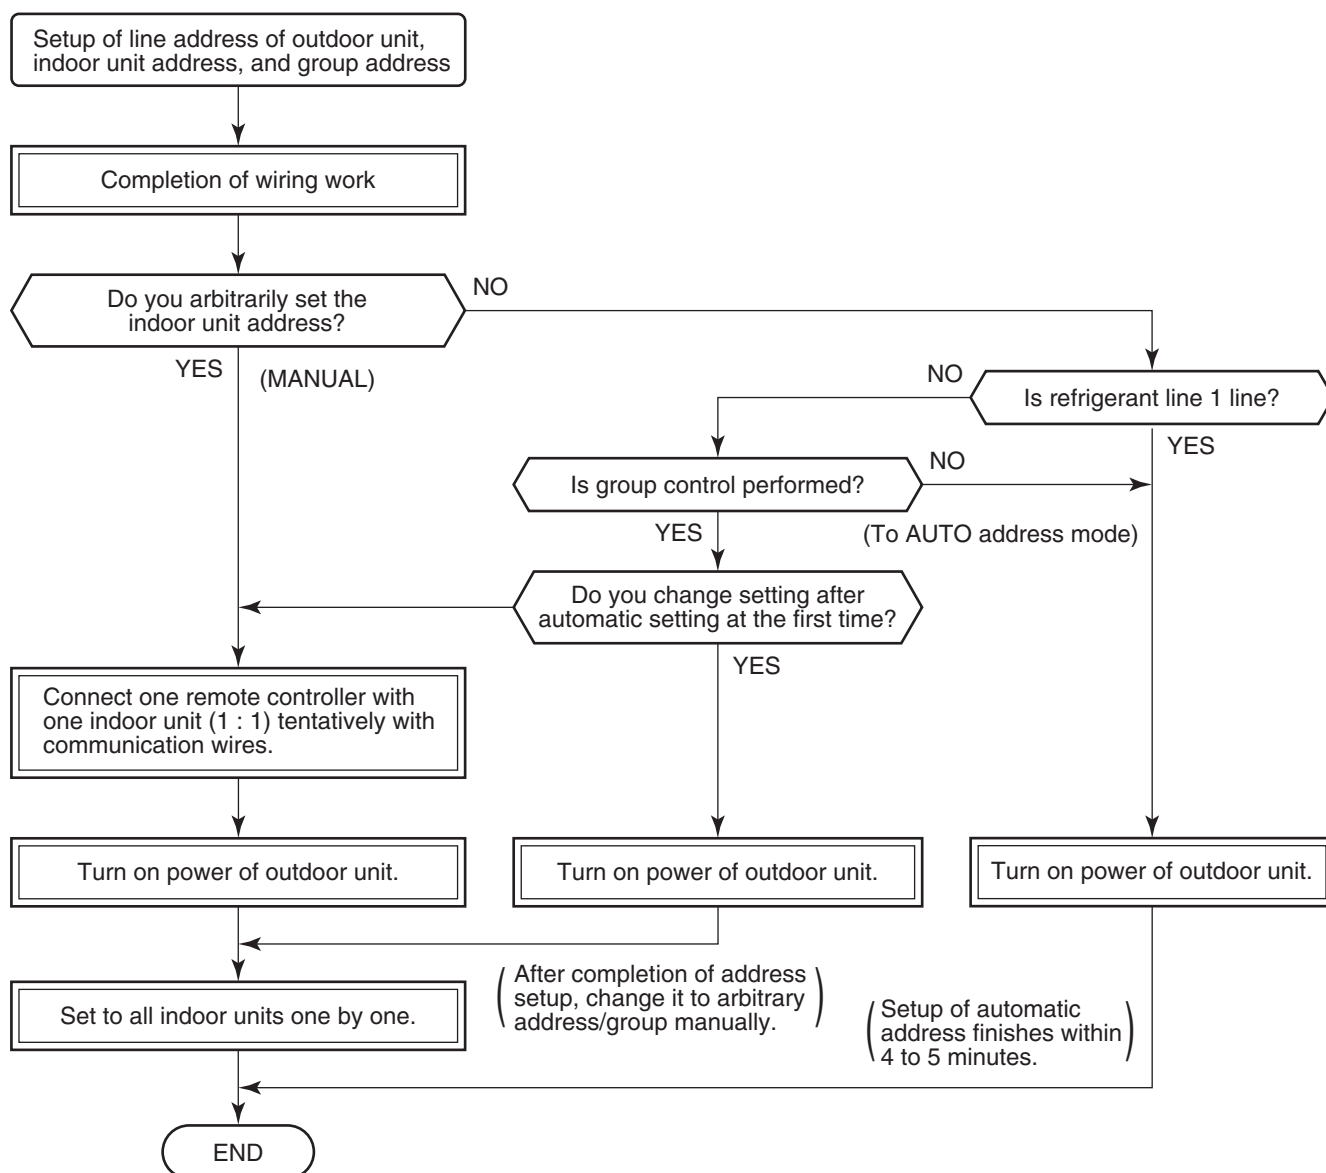 Setup of line address of outdoor unit,
indoor unit address, and group address
Completion of wiring work
Do you arbitrarily set the
indoor unit address?
NO
YES
(MANUAL)
NO
Is refrigerant line 1 line?
YES
Is group control performed?
NO
YES
(To AUTO address mode)
Do you change setting after
automatic setting at the first time?
YES
Connect one remote controller with
one indoor unit (1 : 1) tentatively with
communication wires.
Turn on power of outdoor unit.
Turn on power of outdoor unit.
Turn on power of outdoor unit.
(After completion of address
setup, change it to arbitrary
address/group manually.)
Set to all indoor units one by one.
(Setup of automatic
address finishes within
4 to 5 minutes.)
END